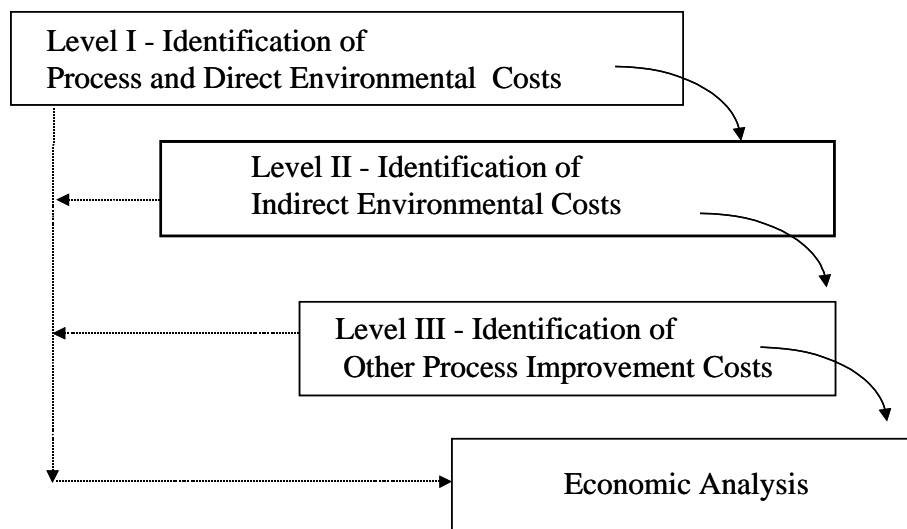 Level I - Identification of
Process and Direct Environmental Costs
Level II - Identification of
Indirect Environmental Costs
Level III - Identification of
Other Process Improvement Costs
Economic Analysis